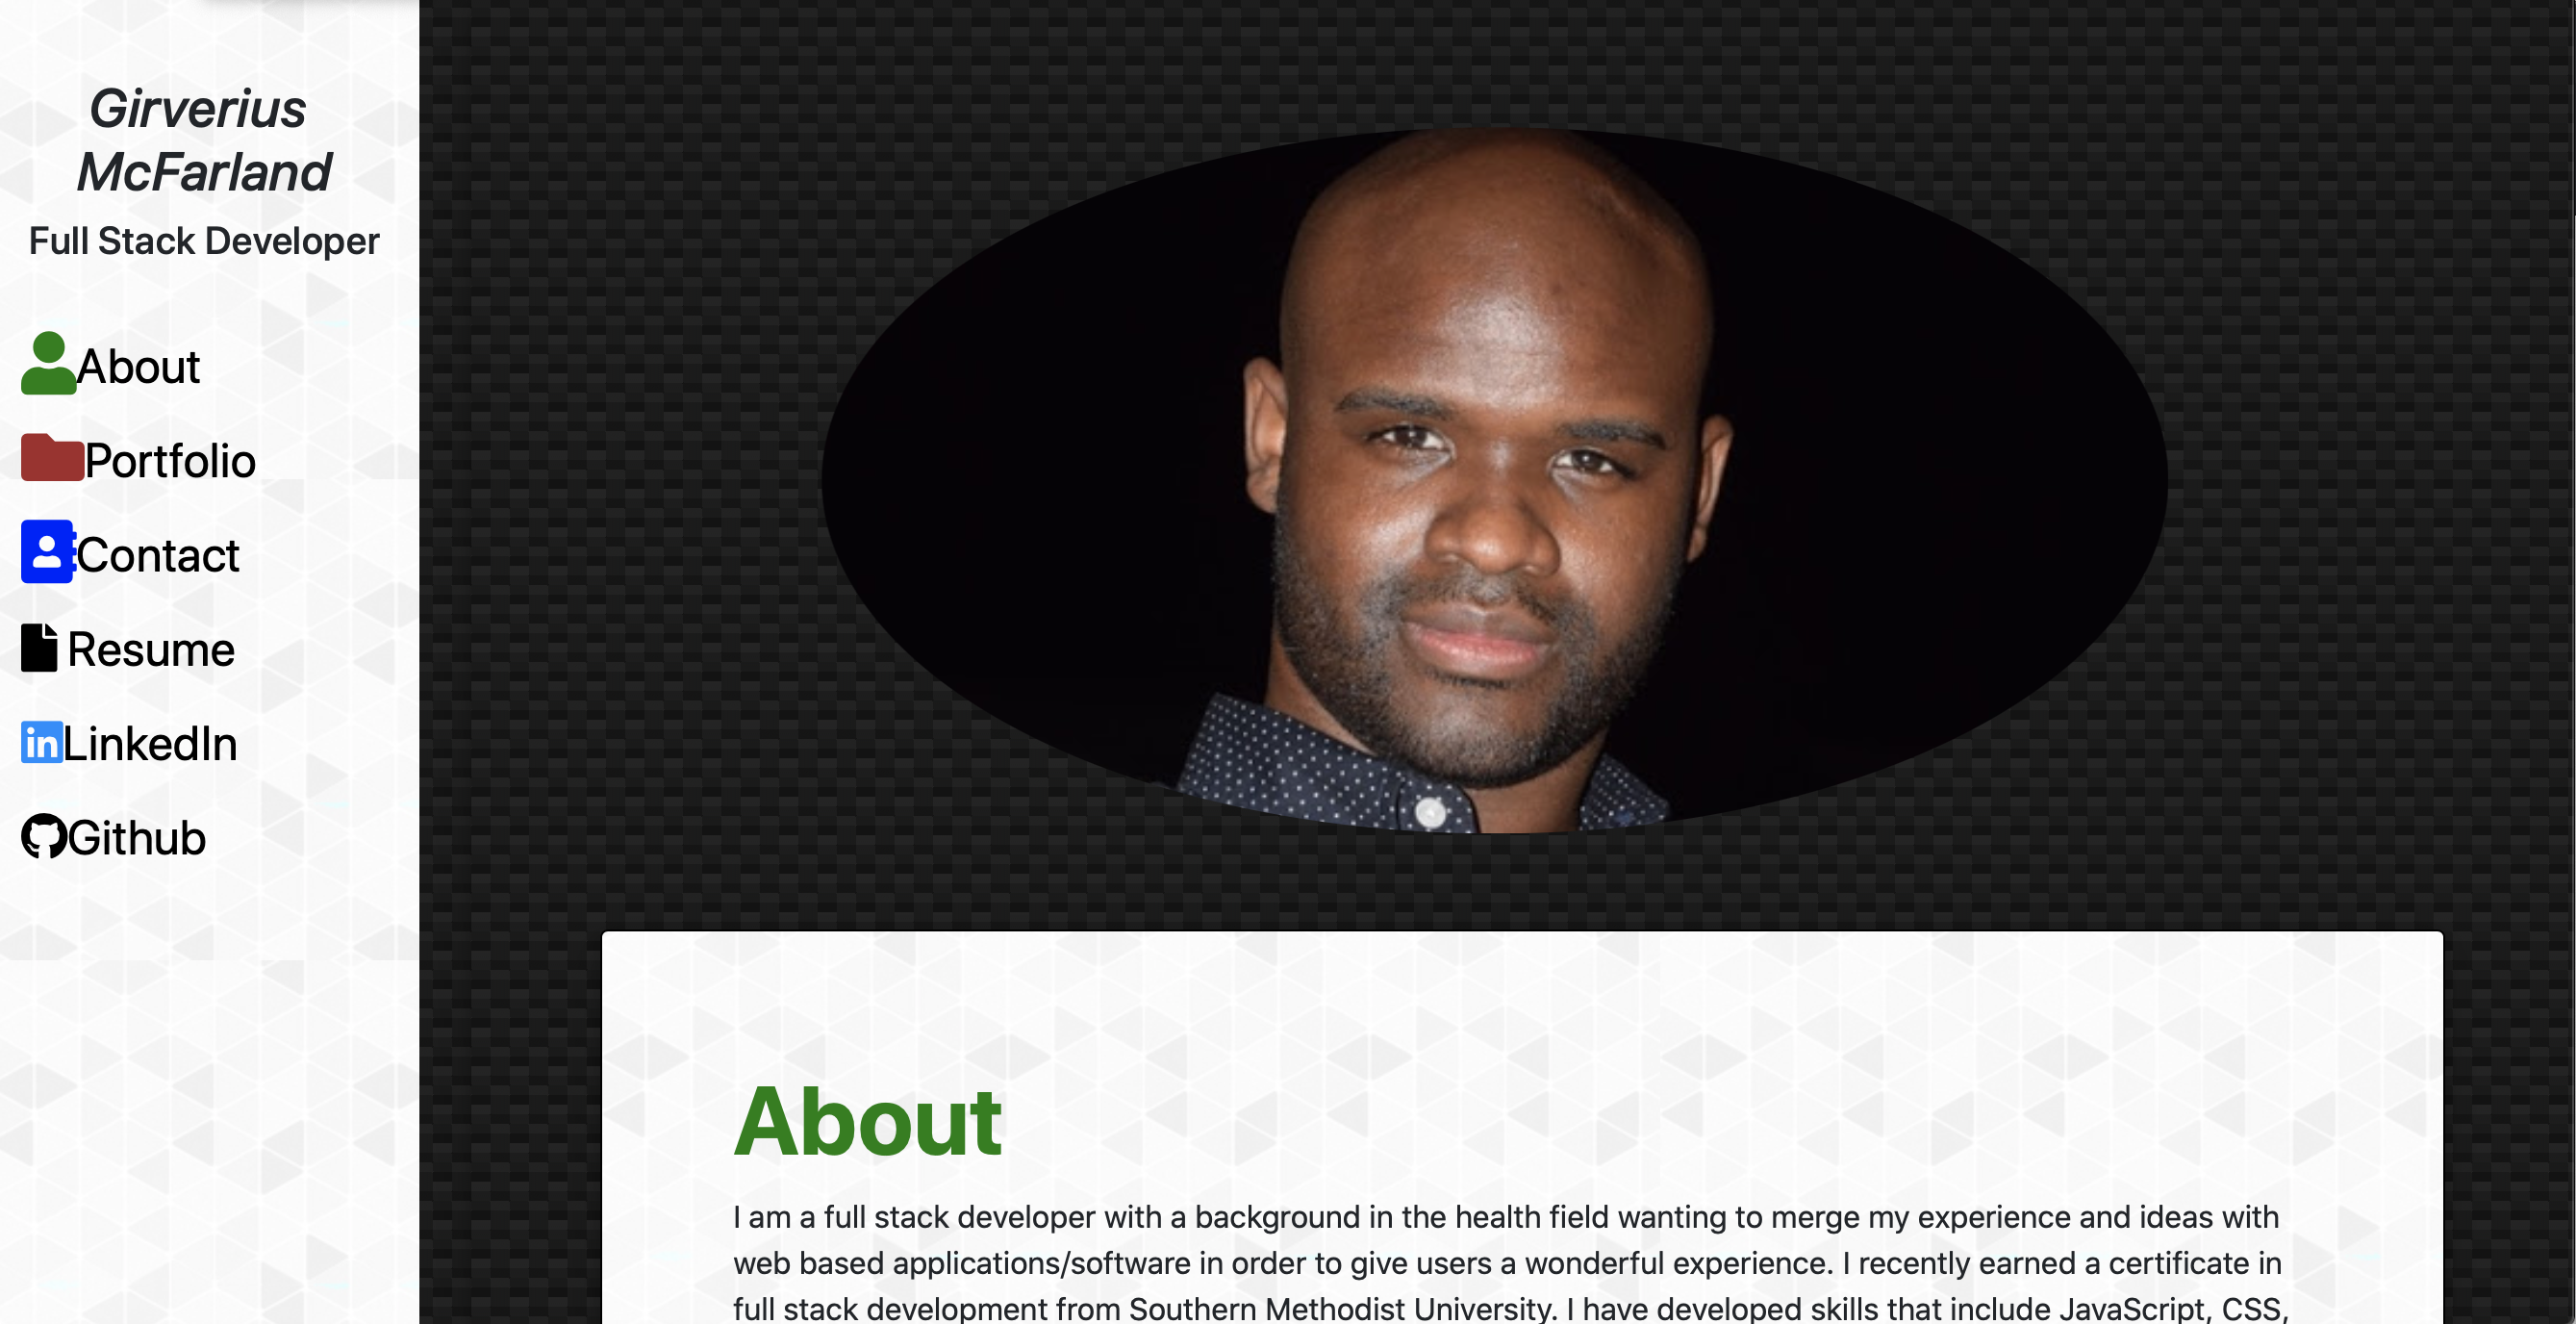 Girverius
McFarland
Full Stack Developer
About
Portfolio
Contact
Resume
in LinkedIn
Github
About
I am a full stack developer with a background in the health field wanting to merge my experience and ideas with
web based applications/software in order to give users a wonderful experience. I recently earned a certificate in
full stack development from Southern Methodist University. I have developed skills that include JavaScript, CSS,